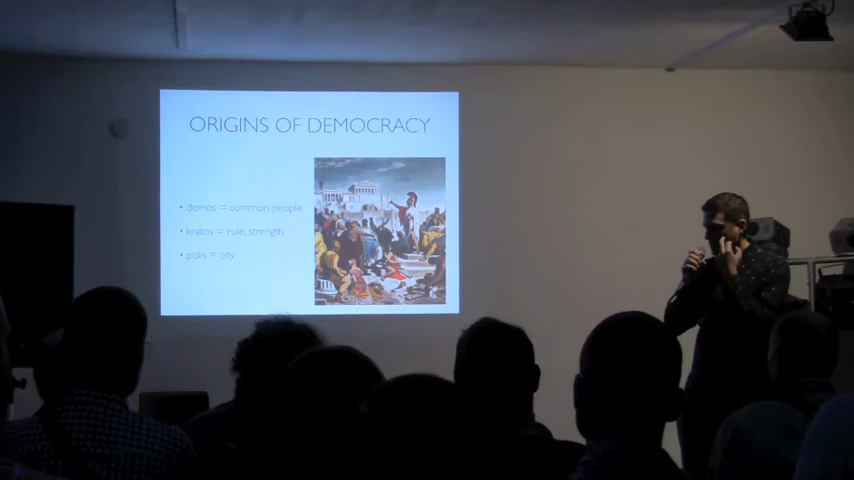 ORIGINS OF DEMOCRACY
• demos = common people
• kratos = rule, strength
• polis = city